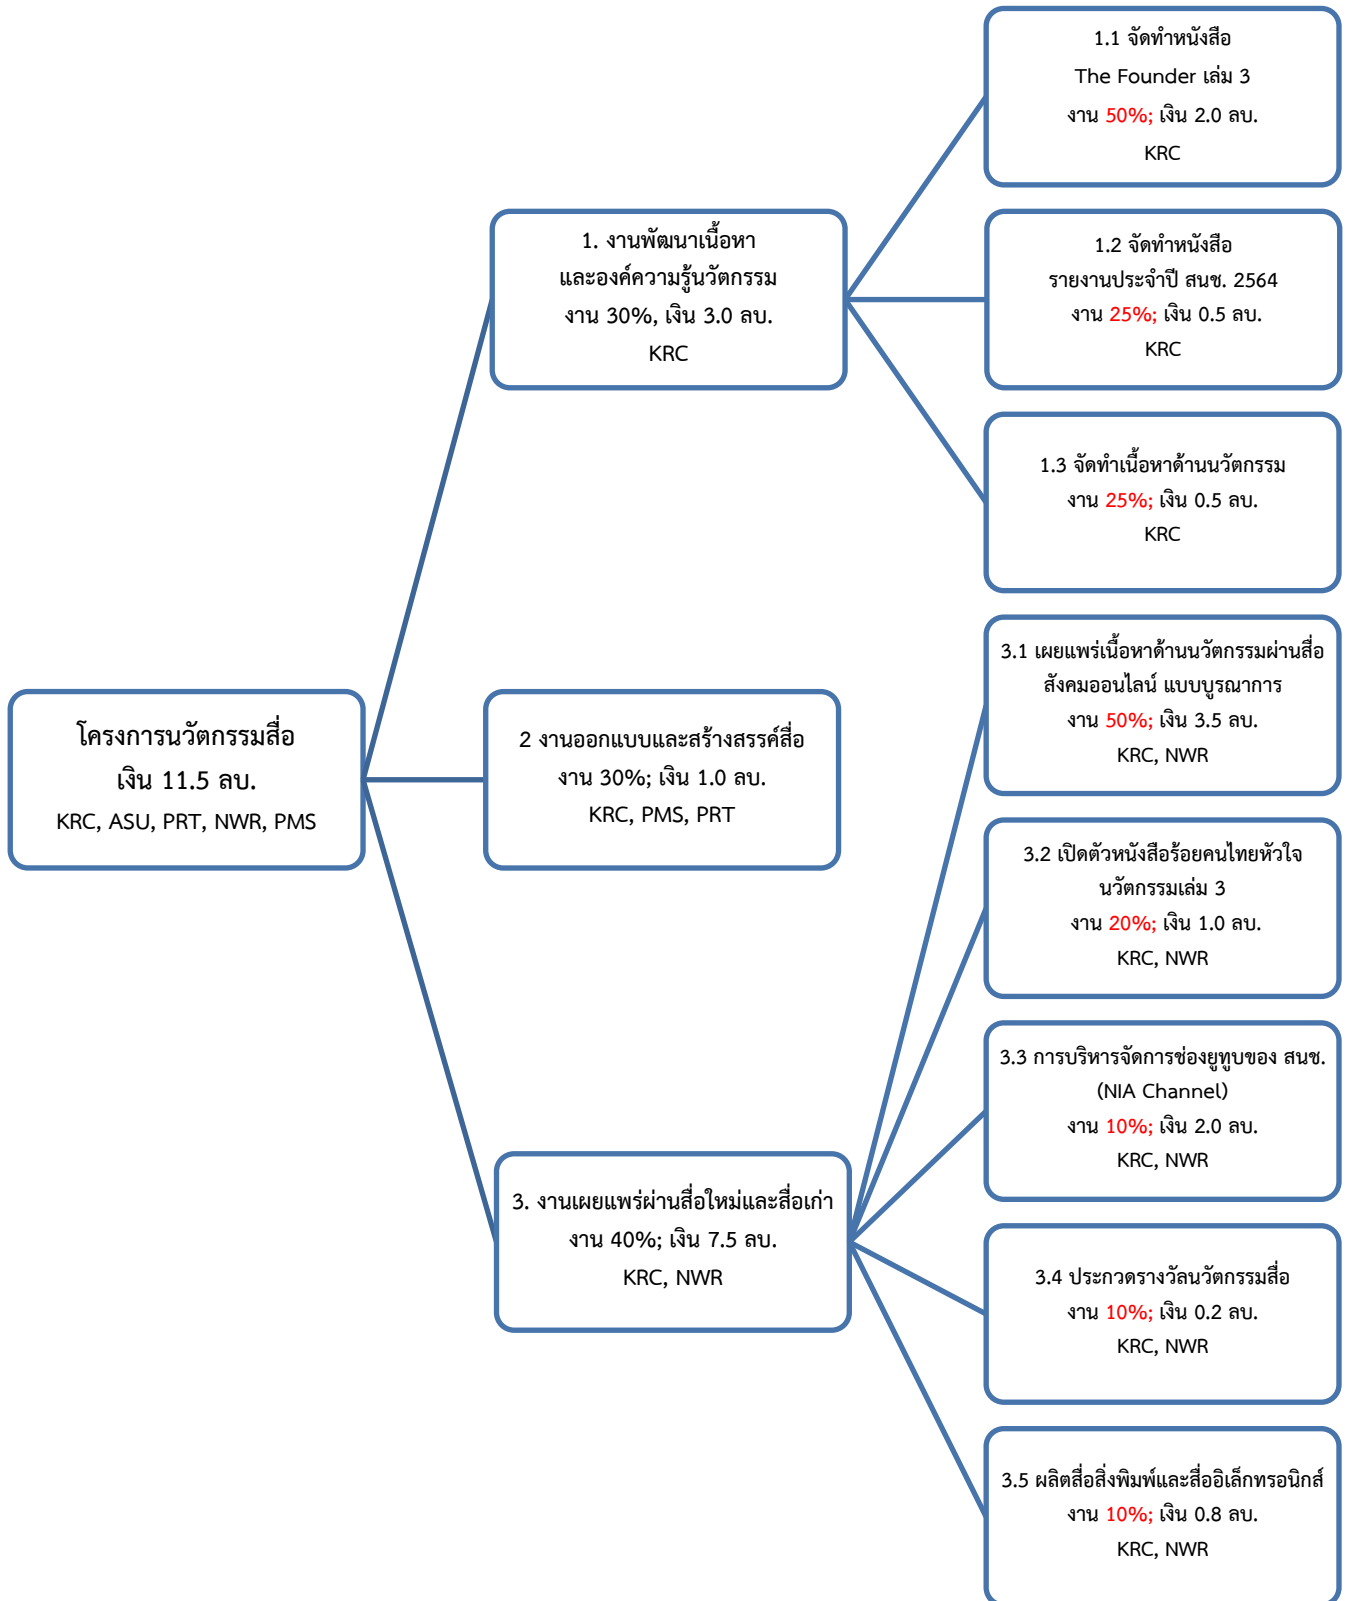 โครงการนวัตกรรมสื่อ
เงิน 11.5 ลบ.
KRC, ASU, PRT, NWR, PMS
1. งานพัฒนาเนื้อหา
และองค์ความรู้นวัตกรรม
งาน 30%, เงิน 3.0 ลบ.
KRC
1.1 จัดทำหนังสือ
The Founder เล่ม 3
งาน 50%; เงิน 2.0 ลบ.
KRC
1.2 จัดทำหนังสือ
รายงานประจำปี สนช. 2564
งาน 25%; เงิน 0.5 ลบ.
KRC
1.3 จัดทำเนื้อหาด้านนวัตกรรม
งาน 25%; เงิน 0.5 ลบ.
KRC
2 งานออกแบบและสร้างสรรค์สื่อ
งาน 30%; เงิน 1.0 ลบ.
KRC, PMS, PRT
3. งานเผยแพร่ผ่านสื่อใหม่และสื่อเก่า
งาน 40%; เงิน 7.5 ลบ.
KRC, NWR
3.1 เผยแพร่เนื้อหาด้านนวัตกรรมผ่านสื่อ
สังคมออนไลน์ แบบบูรณาการ
งาน 50%; เงิน 3.5 ลบ.
KRC, NWR
3.2 เปิดตัวหนังสือร้อยคนไทยหัวใจ
นวัตกรรมเล่ม 3
งาน 20%; เงิน 1.0 ลบ.
KRC, NWR
3.3 การบริหารจัดการช่องยูทูบของ สนช.
(NIA Channel)
งาน 10%; เงิน 2.0 ลบ.
KRC, NWR
3.4 ประกวดรางวัลนวัตกรรมสื่อ
งาน 10%; เงิน 0.2 ลบ.
KRC, NWR
3.5 ผลิตสื่อสิ่งพิมพ์และสื่ออิเล็กทรอนิกส์
งาน 10%; เงิน 0.8 ลบ.
KRC, NWR